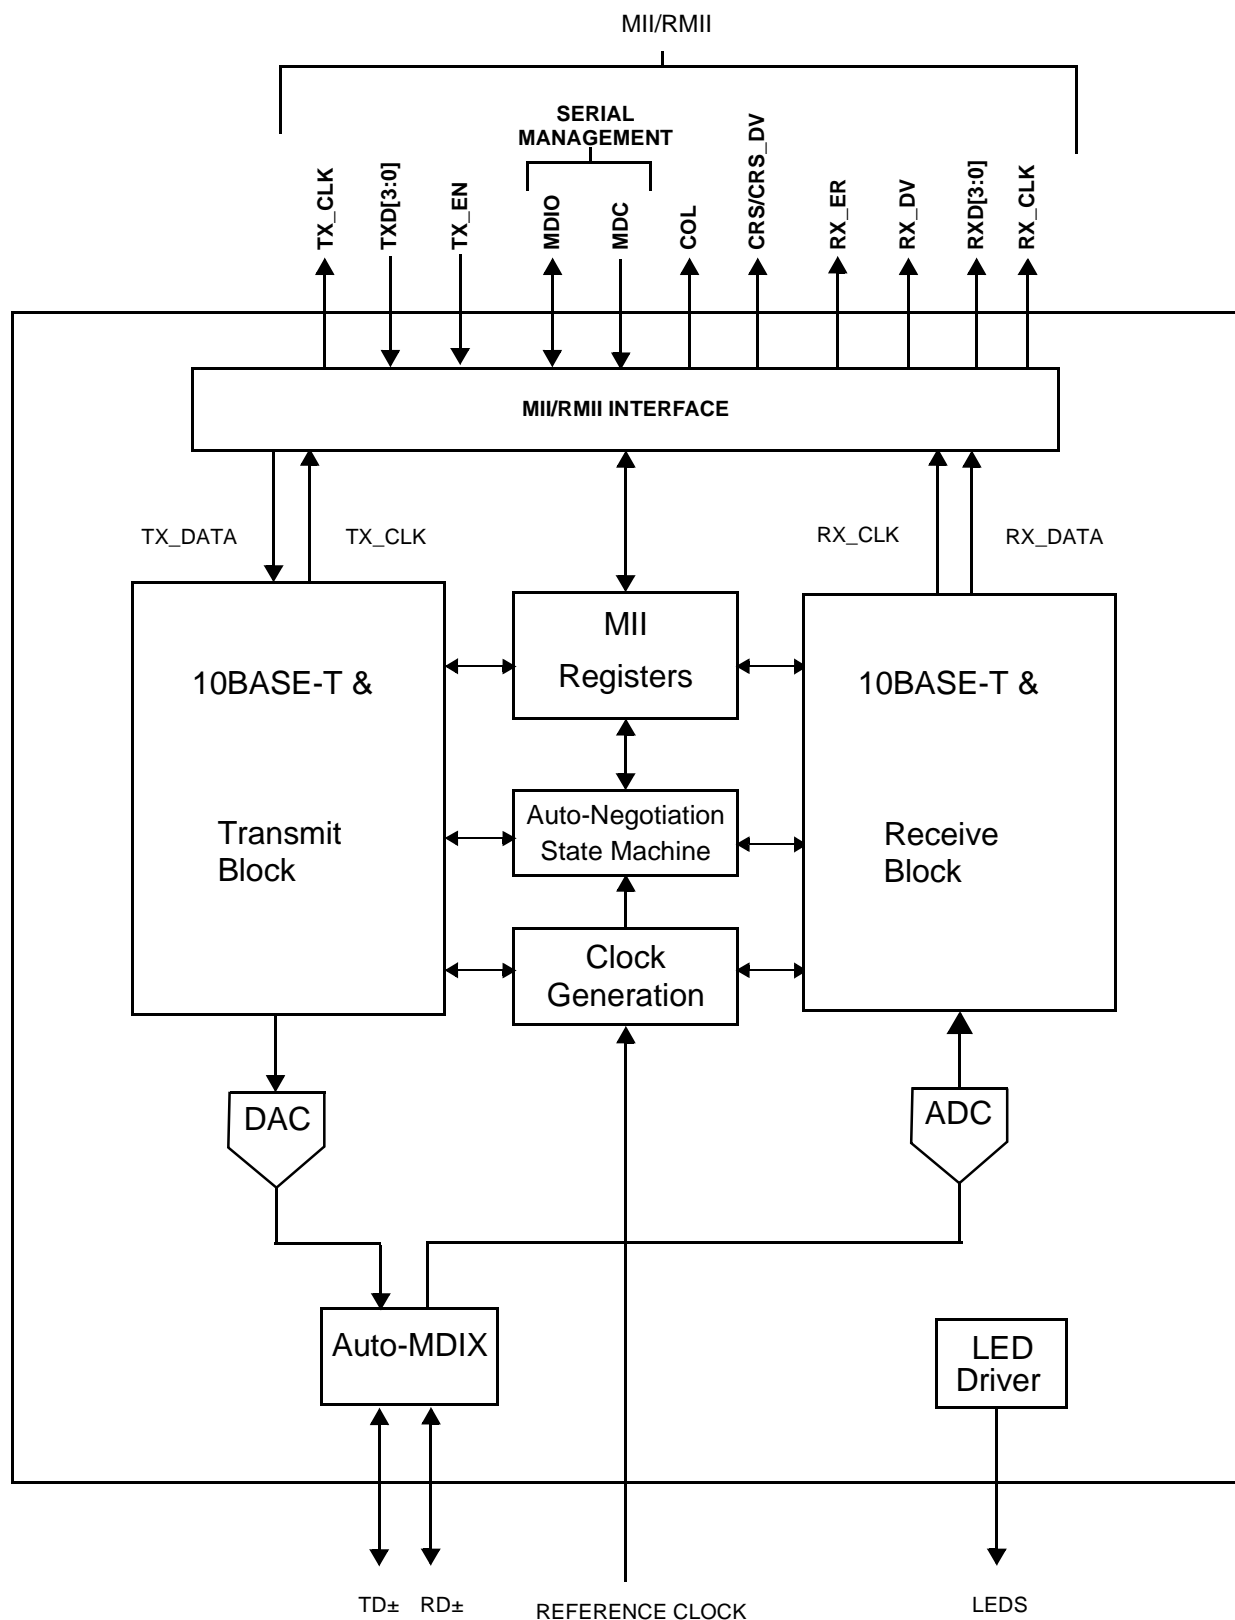 MII/RMII
SERIAL
MANAGEMENT
TX_CLK
TXD[3:0]
TX_EN
MDIO
MDC
COL
CRS/CRS_DV
RX_ER
RX_DV
RXD[3:0]
RX_CLK
MII/RMII INTERFACE
TX_DATA
TX_CLK
RX_CLK
RX_DATA
10BASE-T &
Transmit
Block
MII
Registers
10BASE-T &
Receive
Block
Auto-Negotiation
State Machine
Clock
Generation
DAC
ADC
Auto-MDIX
LED
Driver
TD±
RD±
REFERENCE CLOCK
LEDS